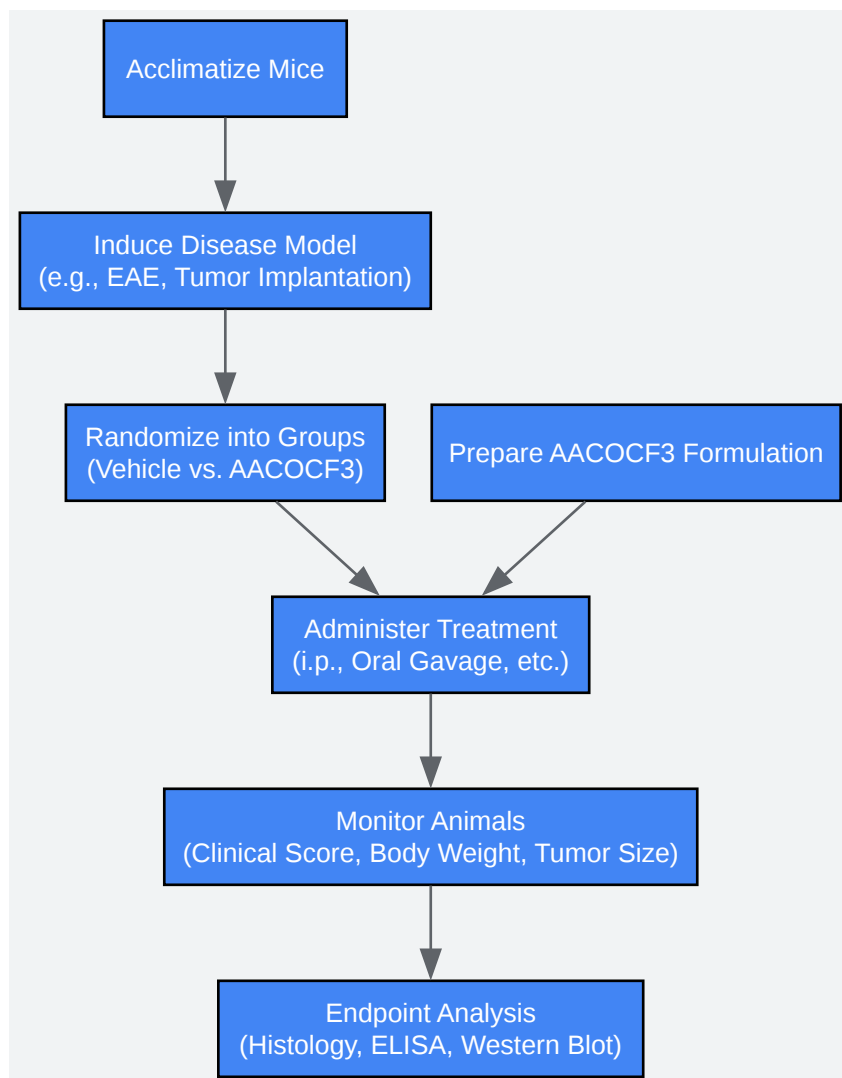 Acclimatize Mice
Induce Disease Model
(e.g., EAE, Tumor Implantation)
Randomize into Groups
(Vehicle vs. AACOCF3)
Prepare AACOCF3 Formulation
Administer Treatment
(i.p., Oral Gavage, etc.)
Monitor Animals
(Clinical Score, Body Weight, Tumor Size)
Endpoint Analysis
(Histology, ELISA, Western Blot)